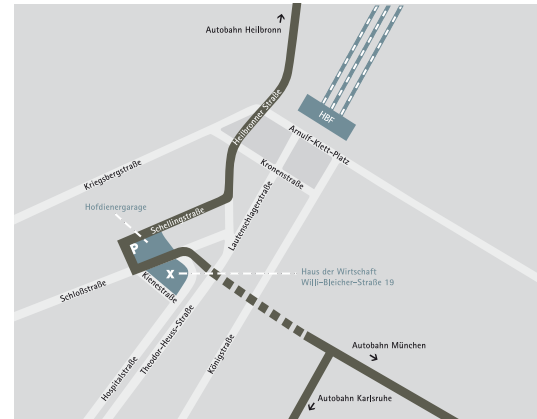 Autobahn Heilbronn
HBF
Heilbronner Straße
Arnulf-Klett-Platz
Kriegsbergstraße
Kronenstraße
Hofdienergarage
Schellingstraße
Lautenschlagerstraße
P
X
Haus der Wirtschaft
Willi-Bleicher-Straße 19
Schloßstraße
Kienestraße
Hospitalstraße
Theodor-Heuss-Straße
Königstraße
Autobahn München
Autobahn Karlsruhe